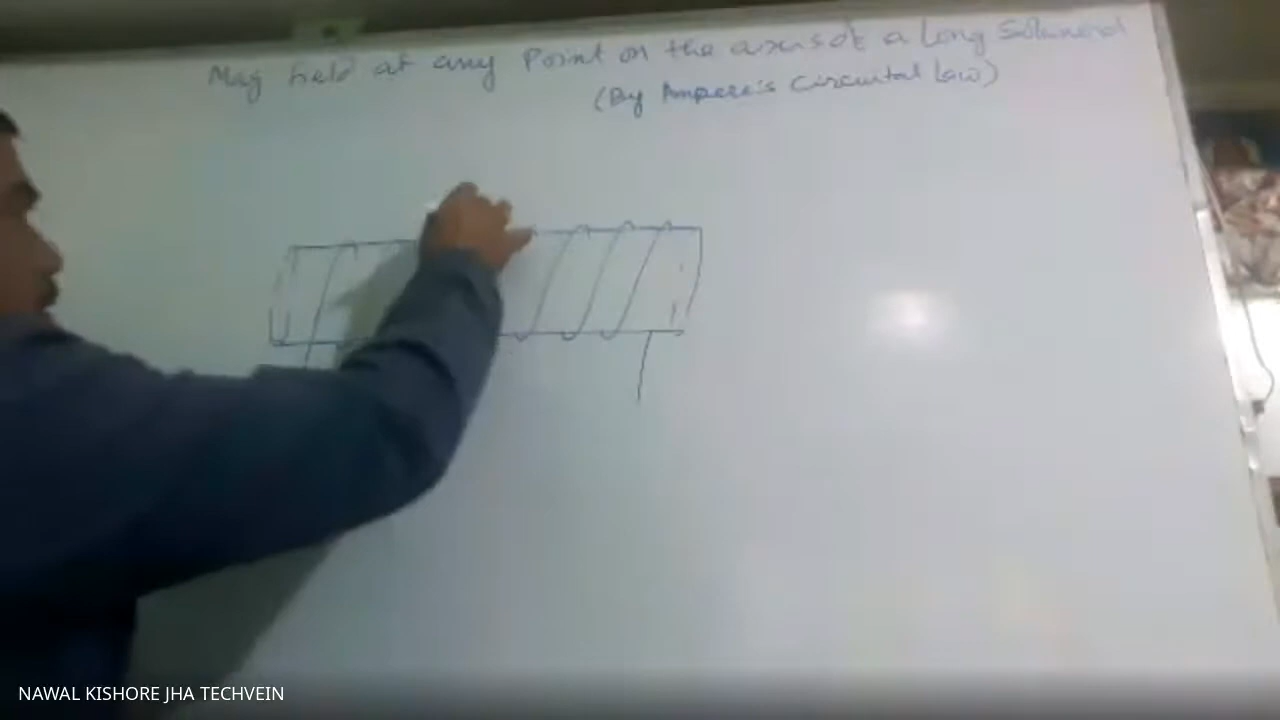 Mag field at any Point on the axis of a Long Solenoid
(By Ampere's Circuital Law)
NAWAL KISHORE JHA TECHVEIN